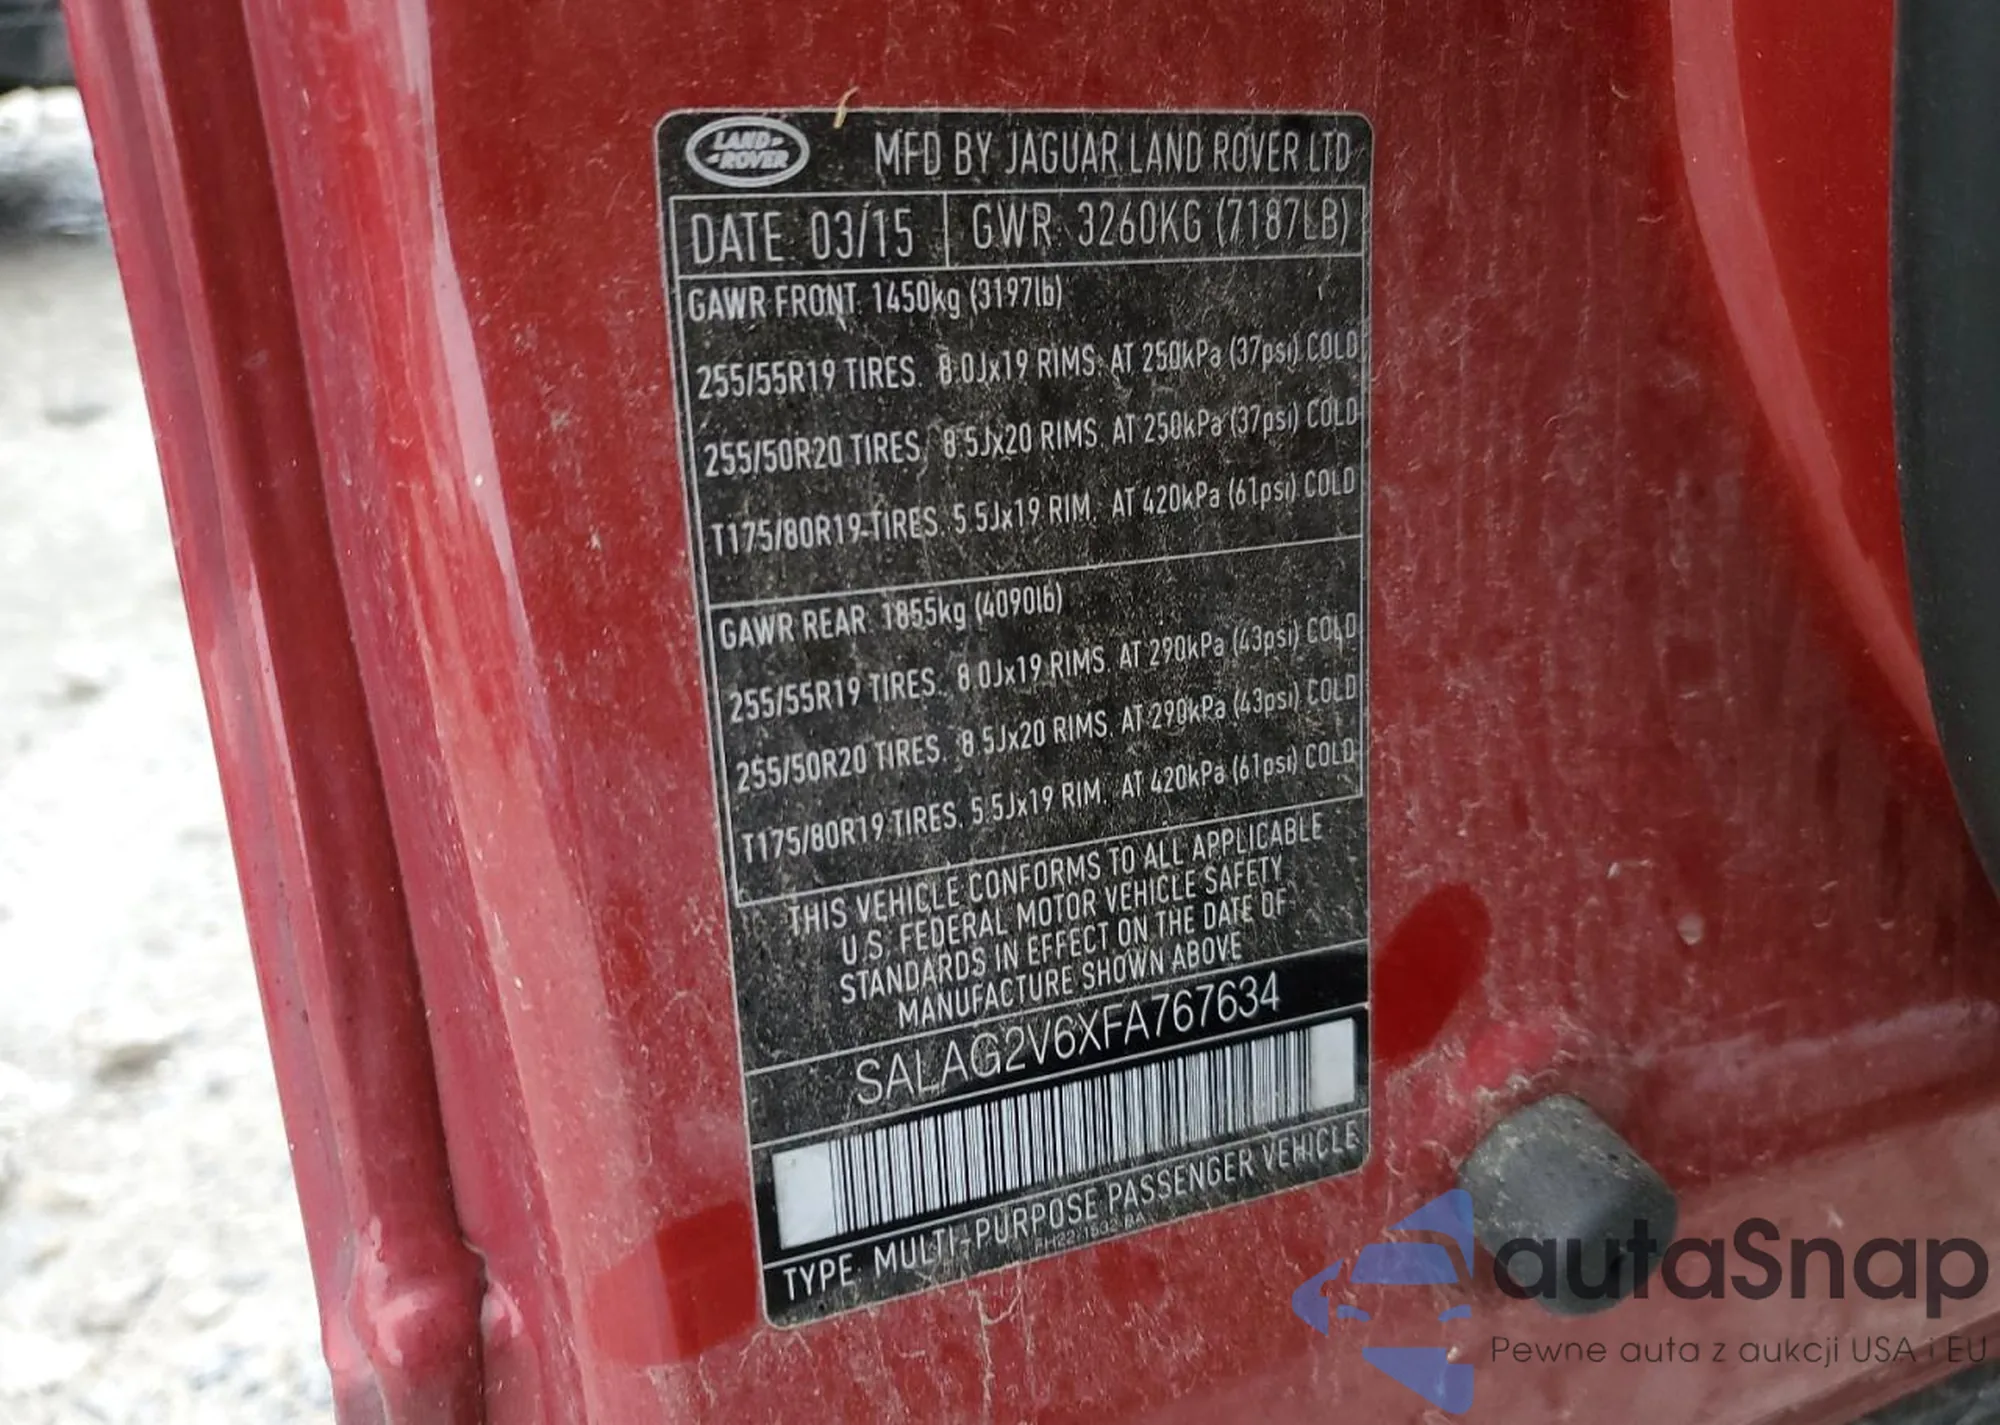 LAND
ROVER
MFD BY JAGUAR LAND ROVER LTD
DATE 03/15 GWR 3260KG (7187LB)
GAWR FRONT 1450kg (3197lb)
255/55R19 TIRES. 8.0Jx19 RIMS. AT 250kPa (37psi) COLD
255/50R20 TIRES. 8.5Jx20 RIMS. AT 250kPa (37psi) COLD
T175/80R19 TIRES. 5.5Jx19 RIM. AT 420kPa (61psi) COLD
GAWR REAR 1855kg (4090lb)
255/55R19 TIRES. 8.0Jx19 RIMS. AT 290kPa (43psi) COLD
255/50R20 TIRES. 8.5Jx20 RIMS. AT 290kPa (43psi) COLD
T175/80R19 TIRES. 5.5Jx19 RIM. AT 420kPa (61psi) COLD
THIS VEHICLE CONFORMS TO ALL APPLICABLE
U.S. FEDERAL MOTOR VEHICLE SAFETY
STANDARDS IN EFFECT ON THE DATE OF
MANUFACTURE SHOWN ABOVE
SALAG2V6XFA767634
TYPE MULTI-PURPOSE PASSENGER VEHICLE
autaSnap
Pewne auta z aukcji USA i EU